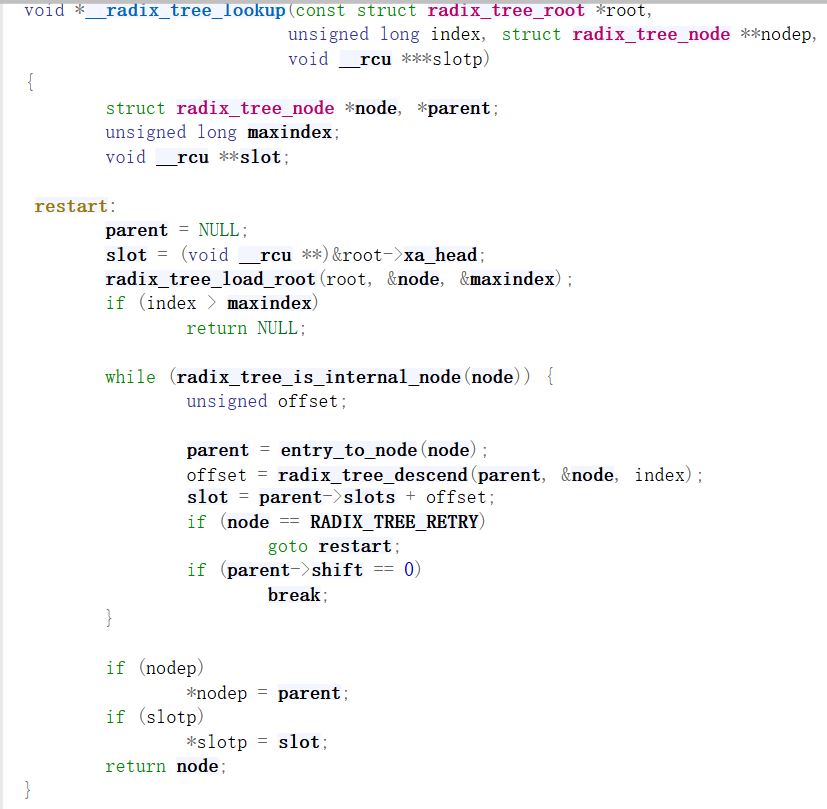 void *__radix_tree_lookup(const struct radix_tree_root *root,
                          unsigned long index, struct radix_tree_node **nodep,
                          void __rcu ***slotp)
{
        struct radix_tree_node *node, *parent;
        unsigned long maxindex;
        void __rcu **slot;

 restart:
        parent = NULL;
        slot = (void __rcu **)&root->xa_head;
        radix_tree_load_root(root, &node, &maxindex);
        if (index > maxindex)
                return NULL;

        while (radix_tree_is_internal_node(node)) {
                unsigned offset;

                parent = entry_to_node(node);
                offset = radix_tree_descend(parent, &node, index);
                slot = parent->slots + offset;
                if (node == RADIX_TREE_RETRY)
                        goto restart;
                if (parent->shift == 0)
                        break;
        }

        if (nodep)
                *nodep = parent;
        if (slotp)
                *slotp = slot;
        return node;
}